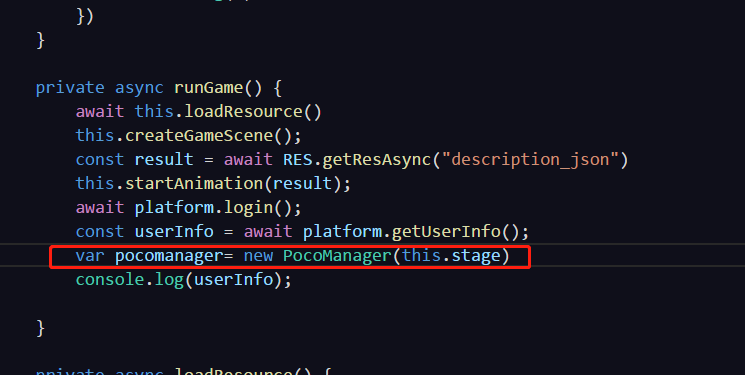 })
}
private async runGame() {
await this.loadResource()
this.createGameScene();
const result = await RES.getResAsync("description_json")
this.startAnimation(result);
await platform.login();
const userInfo = await platform.getUserInfo();
var pocomanager= new PocoManager(this.stage)
console.log(userInfo);
}
private async loadResource() {